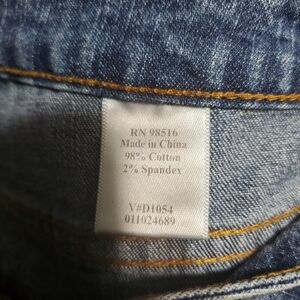 RN 98516
Made in China
98% Cotton
2% Spandex
V#D1054
011024689